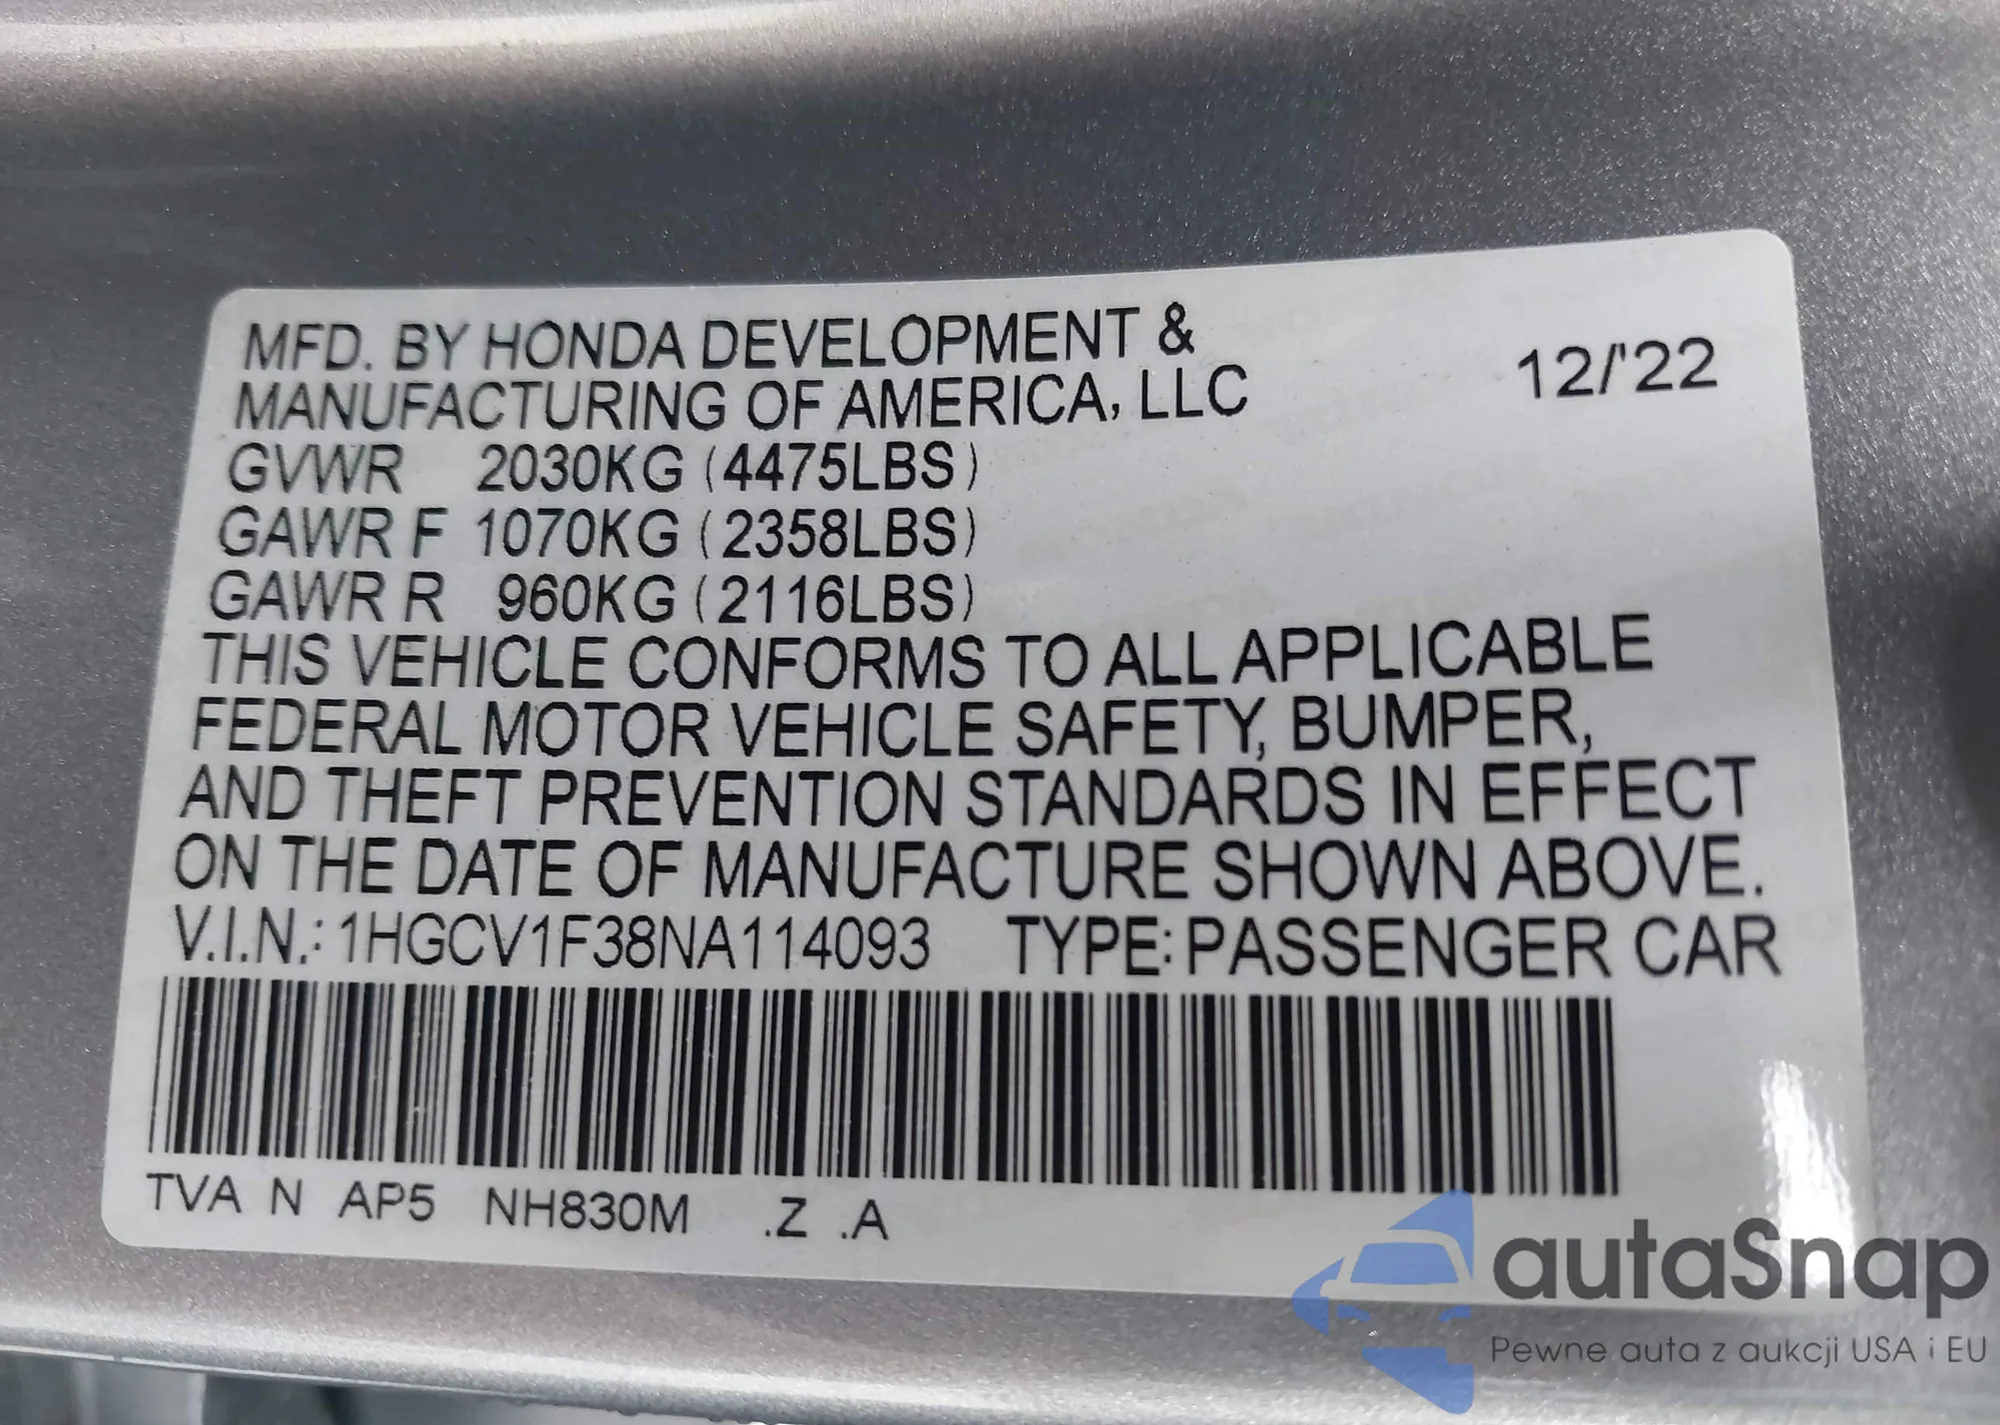 MFD. BY HONDA DEVELOPMENT &
MANUFACTURING OF AMERICA, LLC
12/'22
GVWR 2030KG (4475LBS)
GAWR F 1070KG (2358LBS)
GAWR R 960KG (2116LBS)
THIS VEHICLE CONFORMS TO ALL APPLICABLE
FEDERAL MOTOR VEHICLE SAFETY, BUMPER,
AND THEFT PREVENTION STANDARDS IN EFFECT
ON THE DATE OF MANUFACTURE SHOWN ABOVE.
V.I.N.: 1HGCV1F38NA114093 TYPE: PASSENGER CAR
TVA N AP5 NH830M .Z .A
autaSnap
Pewne auta z aukcji USA i EU